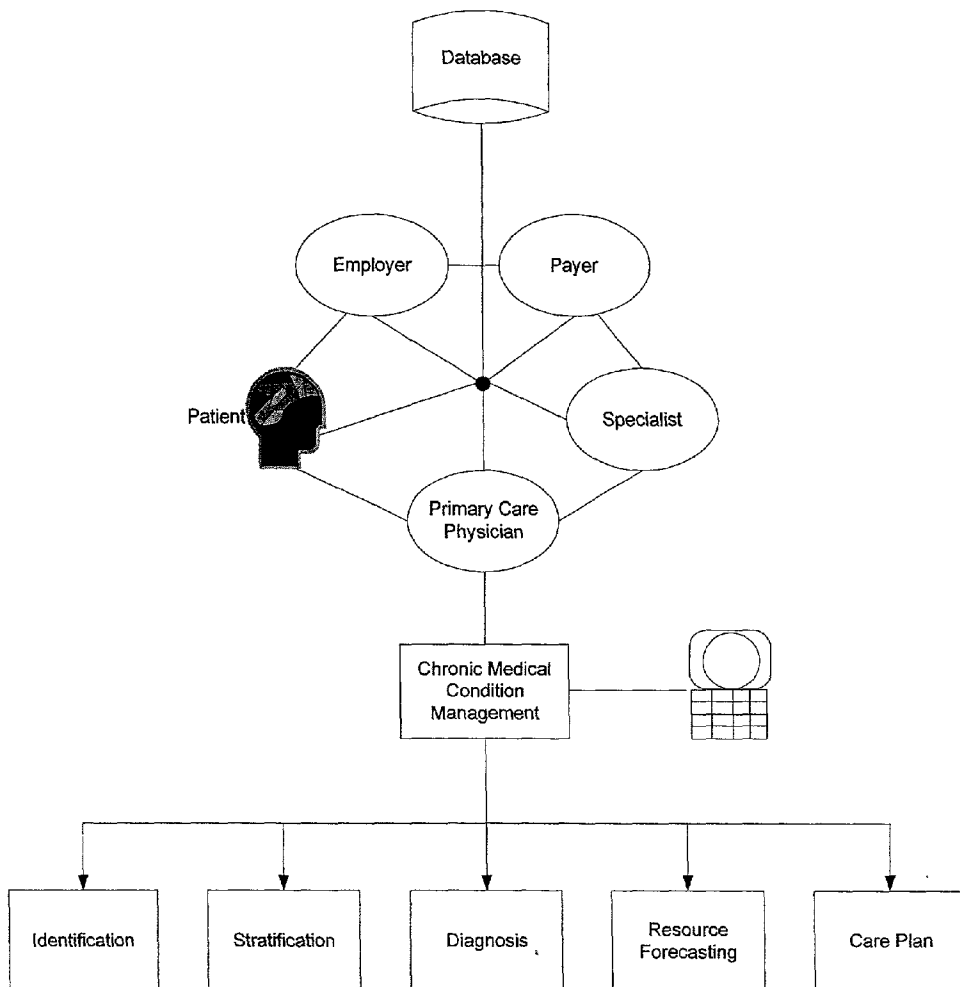 Database
Employer
Payer
Patient
Specialist
Primary Care
Physician
Chronic Medical
Condition
Management
Identification
Stratification
Diagnosis
Resource
Forecasting
Care Plan